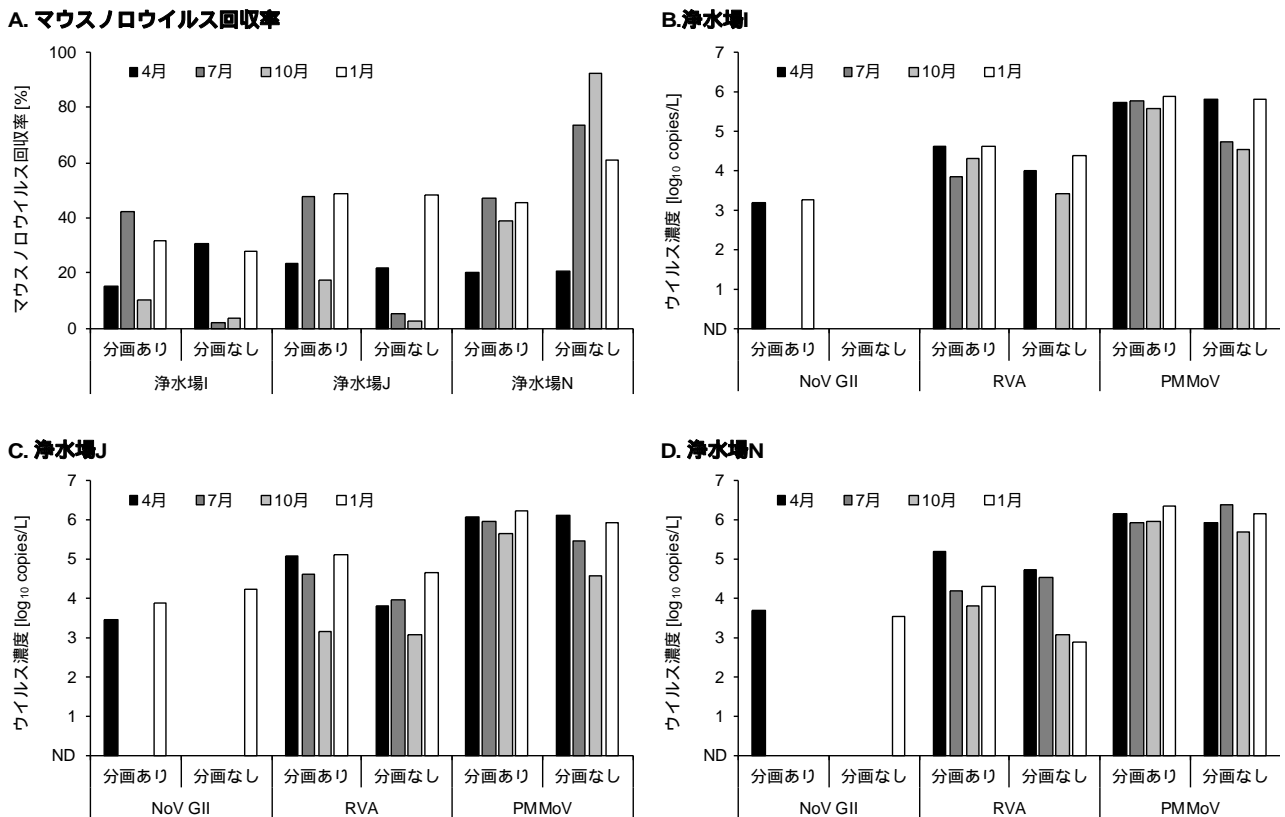 A. マウスノロウイルス回収率
マウスノロウイルス回収率 [%]
100
80
60
40
20
0
4月 7月 10月 1月
分画あり 分画なし 分画あり 分画なし 分画あり 分画なし
浄水場I 浄水場J 浄水場N
B.浄水場I
ウイルス濃度 [log₁₀ copies/L]
7
6
5
4
3
2
1
ND
4月 7月 10月 1月
分画あり 分画なし 分画あり 分画なし 分画あり 分画なし
NoV GII RVA PMMoV
C. 浄水場J
ウイルス濃度 [log₁₀ copies/L]
7
6
5
4
3
2
1
ND
4月 7月 10月 1月
分画あり 分画なし 分画あり 分画なし 分画あり 分画なし
NoV GII RVA PMMoV
D. 浄水場N
ウイルス濃度 [log₁₀ copies/L]
7
6
5
4
3
2
1
ND
4月 7月 10月 1月
分画あり 分画なし 分画あり 分画なし 分画あり 分画なし
NoV GII RVA PMMoV